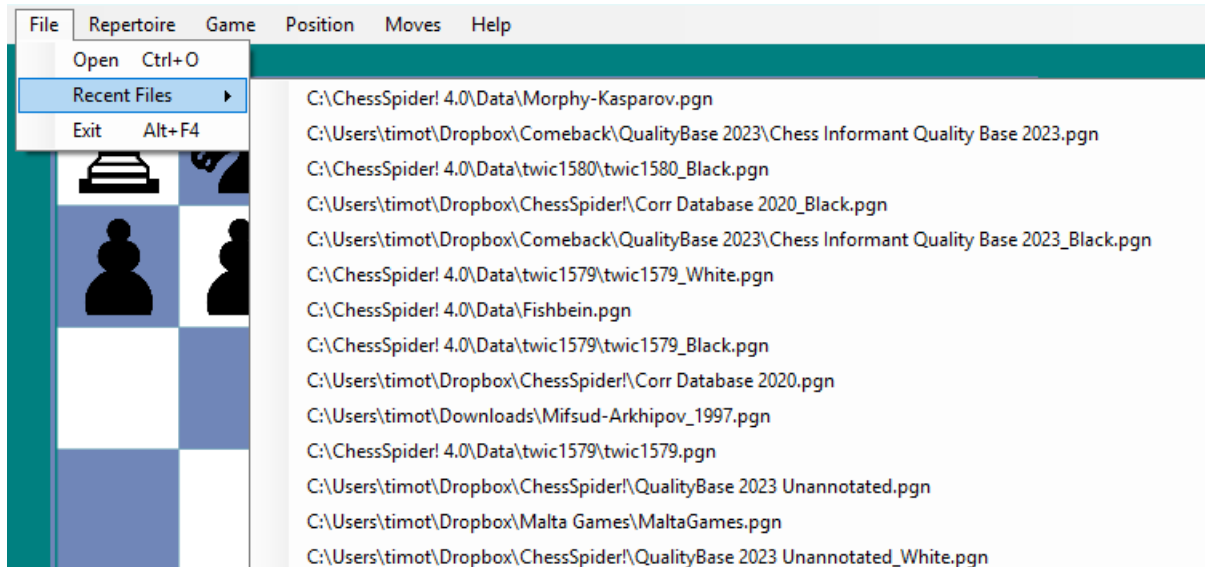 File Repertoire Game Position Moves Help
Open Ctrl+O
Recent Files
Exit Alt+F4
C:\ChessSpider! 4.0\Data\Morphy-Kasparov.pgn
C:\Users\timot\Dropbox\Comeback\QualityBase 2023\Chess Informant Quality Base 2023.pgn
C:\ChessSpider! 4.0\Data\twic1580\twic1580_Black.pgn
C:\Users\timot\Dropbox\ChessSpider!\Corr Database 2020_Black.pgn
C:\Users\timot\Dropbox\Comeback\QualityBase 2023\Chess Informant Quality Base 2023_Black.pgn
C:\ChessSpider! 4.0\Data\twic1579\twic1579_White.pgn
C:\ChessSpider! 4.0\Data\Fishbein.pgn
C:\ChessSpider! 4.0\Data\twic1579\twic1579_Black.pgn
C:\Users\timot\Dropbox\ChessSpider!\Corr Database 2020.pgn
C:\Users\timot\Downloads\Mifsud-Arkhipov_1997.pgn
C:\ChessSpider! 4.0\Data\twic1579\twic1579.pgn
C:\Users\timot\Dropbox\ChessSpider!\QualityBase 2023 Unannotated.pgn
C:\Users\timot\Dropbox\Malta Games\MaltaGames.pgn
C:\Users\timot\Dropbox\ChessSpider!\QualityBase 2023 Unannotated_White.pgn